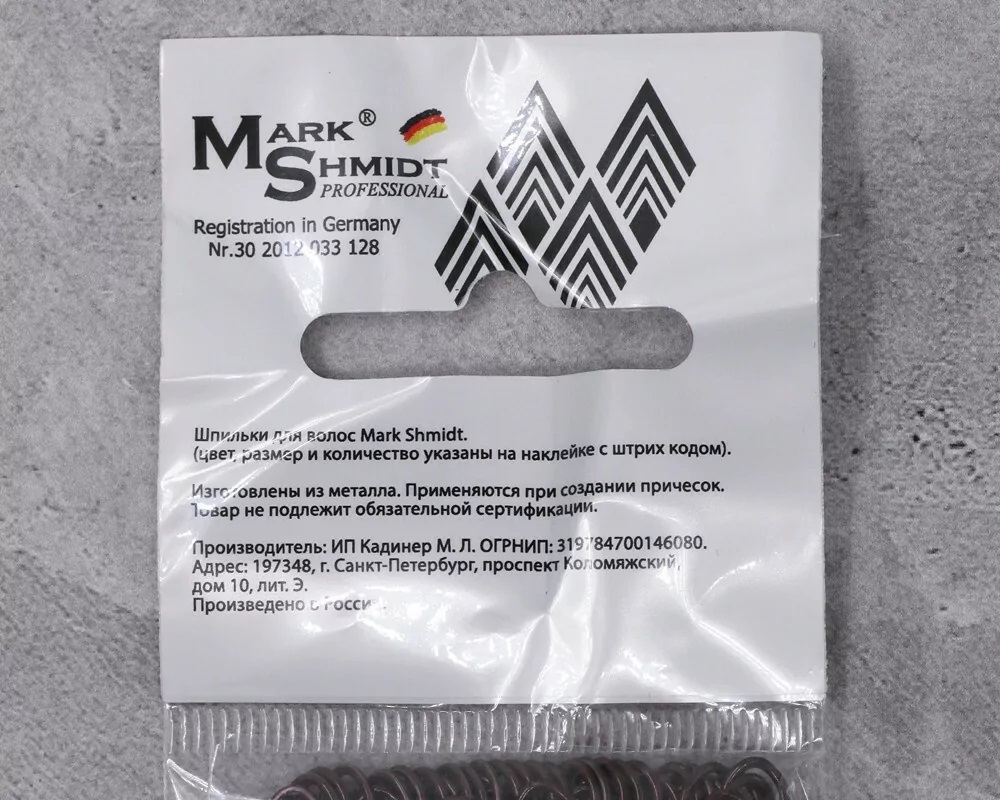 MARK®
SHMIDT
PROFESSIONAL
Registration in Germany
Nr.30 2012 033 128
Шпильки для волос Mark Shmidt.
(цвет, размер и количество указаны на наклейке с штрих кодом).
Изготовлены из металла. Применяются при создании причесок.
Товар не подлежит обязательной сертификации.
Производитель: ИП Кадинер М. Л. ОГРНИП: 319784700146080.
Адрес: 197348, г. Санкт-Петербург, проспект Коломяжский,
дом 10, лит. Э.
Произведено в России.